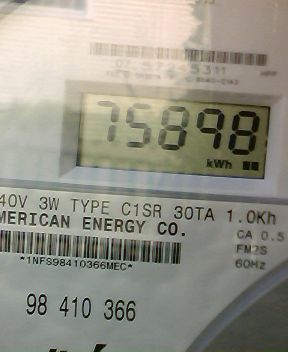 75898
kWh
40V 3W TYPE C1SR 30TA 1.0Kh
MERICAN ENERGY CO.
CA 0.5
FM2S
60Hz
*1NFS98410366MEC*
98 410 366